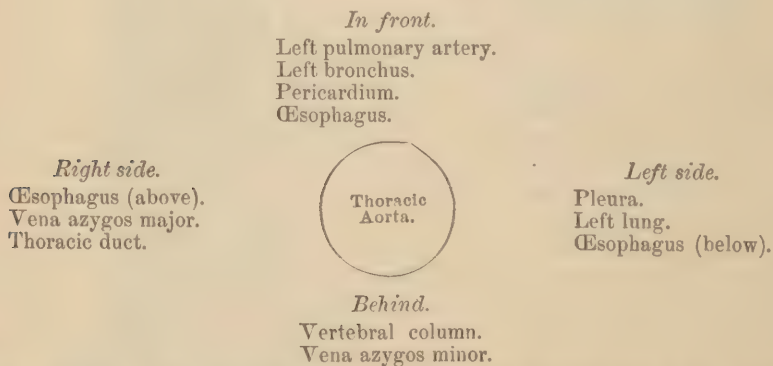 In front.
Left pulmonary artery.
Left bronchus.
Pericardium.
Œsophagus.
Right side.
Œsophagus (above).
Vena azygos major.
Thoracic duct.
Thoracic
Aorta.
Left side.
Pleura.
Left lung.
Œsophagus (below).
Behind.
Vertebral column.
Vena azygos minor.